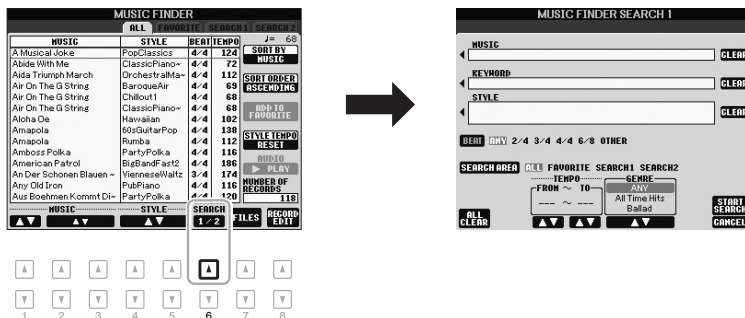 MUSIC FINDER
ALL FAVORITE SEARCH1 SEARCH2
MUSIC STYLE BEAT TEMPO ♩= 68
A Musical Joke PopClassics 4/4 124
Abide With Me ClassicPiano~ 4/4 72
Aida Triumph March OrchestralMa~ 4/4 112
Air On The G String BaroqueAir 4/4 69
Air On The G String Chillout1 4/4 68
Air On The G String ClassicPiano~ 4/4 68
Aloha Oe Hawaiian 4/4 102
Amapola 60sGuitarPop 4/4 138
Amapola Rumba 4/4 112
Amboss Polka PartyPolka 4/4 116
American Patrol BigBandFast2 4/4 186
An Der Schonen Blauen ~ VienneseWaltz 3/4 174
Any Old Iron PubPiano 4/4 116
Aus Boehmen Kommt Di~ PartyPolka 4/4 120
SORT BY
MUSIC
SORT ORDER
ASCENDING
ADD TO
FAVORITE
STYLE TEMPO
RESET
AUDIO
▶ PLAY
NUMBER OF
RECORDS
118
MUSIC STYLE SEARCH
▲▼ ▲▼ ▲▼ 1/2 FILES RECORD EDIT
1 2 3 4 5 6 7 8
MUSIC FINDER SEARCH 1
MUSIC
CLEAR
KEYWORD
STYLE
CLEAR
BEAT ANY 2/4 3/4 4/4 6/8 OTHER
SEARCH AREA ALL FAVORITE SEARCH1 SEARCH2
TEMPO GENRE
FROM ~ TO ANY
--- ~ --- All Time Hits
Ballad
ALL
CLEAR
▲▼ ▲▼ ▲▼
START
SEARCH
CANCEL